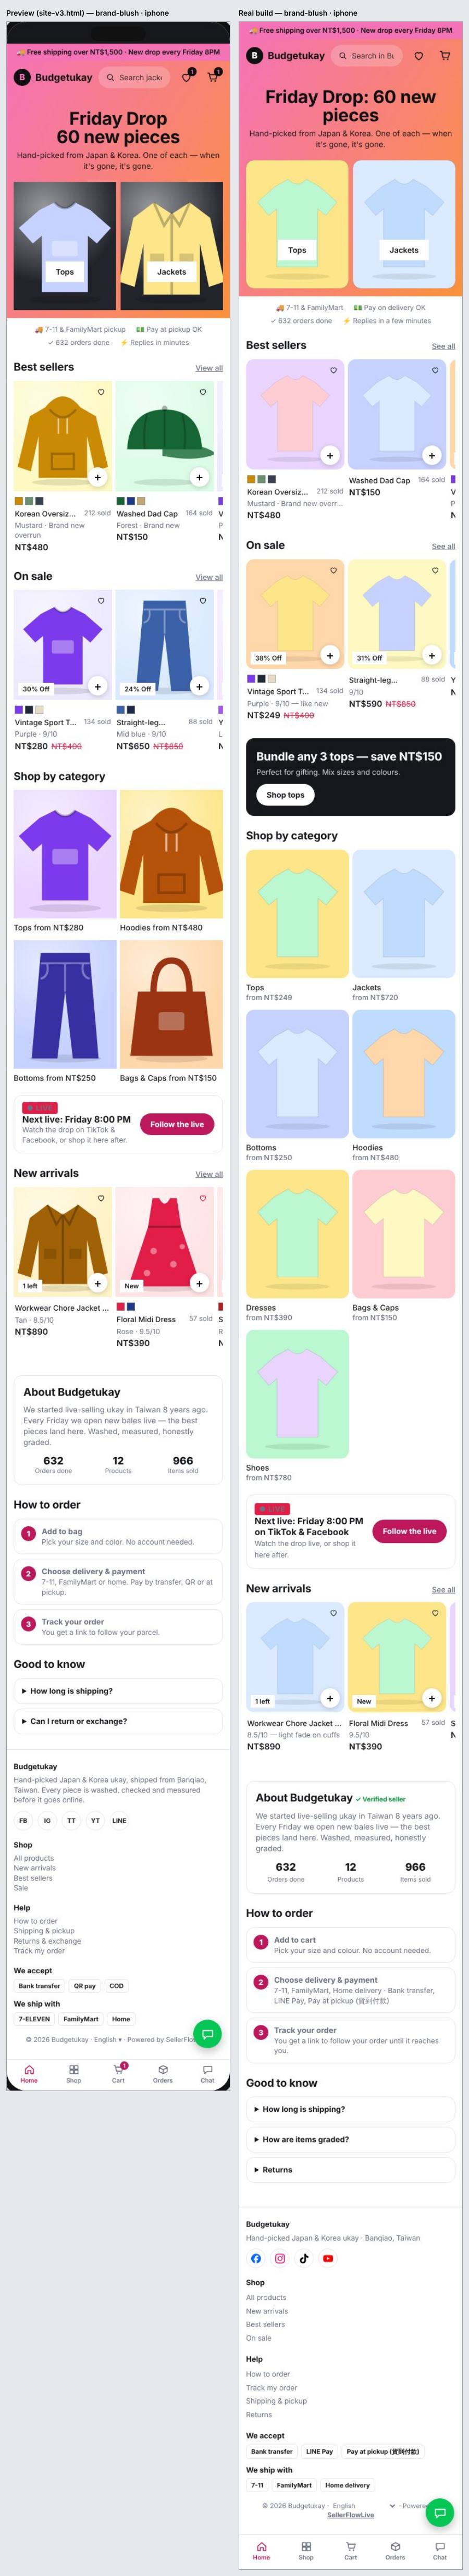 Preview (site-v3.html) — brand-blush · iphone
🚚 Free shipping over NT$1,500 · New drop every Friday 8PM
B Budgetukay
Search jack
1
1
Friday Drop
60 new pieces
Hand-picked from Japan & Korea. One of each — when
it's gone, it's gone.
Tops
Jackets
🚚 7-11 & FamilyMart pickup 💵 Pay at pickup OK
✓ 632 orders done ⚡ Replies in minutes
Best sellers View all
Korean Oversiz... 212 sold
Mustard · Brand new
overrun
NT$480
Washed Dad Cap 164 sold
Forest · Brand new
NT$150
On sale View all
30% Off
24% Off
Vintage Sport T... 134 sold
Purple · 9/10
NT$280 NT$400
Straight-leg... 88 sold
Mid blue · 9/10
NT$650 NT$850
Shop by category
Tops from NT$280
Hoodies from NT$480
Bottoms from NT$250
Bags & Caps from NT$150
LIVE
Next live: Friday 8:00 PM
Watch the drop on TikTok &
Facebook, or shop it here after.
Follow the live
New arrivals View all
1 left
New
Workwear Chore Jacket ...
Tan · 8.5/10
NT$890
Floral Midi Dress 57 sold
Rose · 9.5/10
NT$390
About Budgetukay
We started live-selling ukay in Taiwan 8 years ago.
Every Friday we open new bales live — the best
pieces land here. Washed, measured, honestly
graded.
632 12 966
Orders done Products Items sold
How to order
1 Add to bag
Pick your size and color. No account needed.
2 Choose delivery & payment
7-11, FamilyMart or home. Pay by transfer, QR or at
pickup.
3 Track your order
You get a link to follow your parcel.
Good to know
▶ How long is shipping?
▶ Can I return or exchange?
Budgetukay
Hand-picked Japan & Korea ukay, shipped from Banqiao,
Taiwan. Every piece is washed, checked and measured
before it goes online.
FB IG TT YT LINE
Shop
All products
New arrivals
Best sellers
Sale
Help
How to order
Shipping & pickup
Returns & exchange
Track my order
We accept
Bank transfer QR pay COD
We ship with
7-ELEVEN FamilyMart Home
© 2026 Budgetukay · English ▾ · Powered by SellerFlo
1
Home Shop Cart Orders Chat
Real build — brand-blush · iphone
🚚 Free shipping over NT$1,500 · New drop every Friday 8PM
B Budgetukay
Search in Bu
Friday Drop: 60 new
pieces
Hand-picked from Japan & Korea. One of each — when
it's gone, it's gone.
Tops
Jackets
🚚 7-11 & FamilyMart 💵 Pay on delivery OK
✓ 632 orders done ⚡ Replies in a few minutes
Best sellers See all
Korean Oversiz... 212 sold
Mustard · Brand new overr...
NT$480
Washed Dad Cap 164 sold
NT$150
On sale See all
38% Off
31% Off
Vintage Sport T... 134 sold
Purple · 9/10 — like new
NT$249 NT$400
Straight-leg... 88 sold
9/10
NT$590 NT$850
Bundle any 3 tops — save NT$150
Perfect for gifting. Mix sizes and colours.
Shop tops
Shop by category
Tops
from NT$249
Jackets
from NT$720
Bottoms
from NT$250
Hoodies
from NT$480
Dresses
from NT$390
Bags & Caps
from NT$150
Shoes
from NT$780
LIVE
Next live: Friday 8:00 PM
on TikTok & Facebook
Watch the drop live, or shop it
here after.
Follow the live
New arrivals See all
1 left
New
Workwear Chore Jacket ...
8.5/10 — light fade on cuffs
NT$890
Floral Midi Dress 57 sold
9.5/10
NT$390
About Budgetukay ✓ Verified seller
We started live-selling ukay in Taiwan 8 years ago.
Every Friday we open new bales live — the best
pieces land here. Washed, measured, honestly
graded.
632 12 966
Orders done Products Items sold
How to order
1 Add to cart
Pick your size and colour. No account needed.
2 Choose delivery & payment
7-11, FamilyMart, Home delivery · Bank transfer,
LINE Pay, Pay at pickup (貨到付款)
3 Track your order
You get a link to follow your order until it reaches
you.
Good to know
▶ How long is shipping?
▶ How are items graded?
▶ Returns
Budgetukay
Hand-picked Japan & Korea ukay · Banqiao, Taiwan
Shop
All products
New arrivals
Best sellers
On sale
Help
How to order
Track my order
Shipping & pickup
Returns
We accept
Bank transfer LINE Pay Pay at pickup (貨到付款)
We ship with
7-11 FamilyMart Home delivery
© 2026 Budgetukay · English · Powere
SellerFlowLive
Home Shop Cart Orders Chat